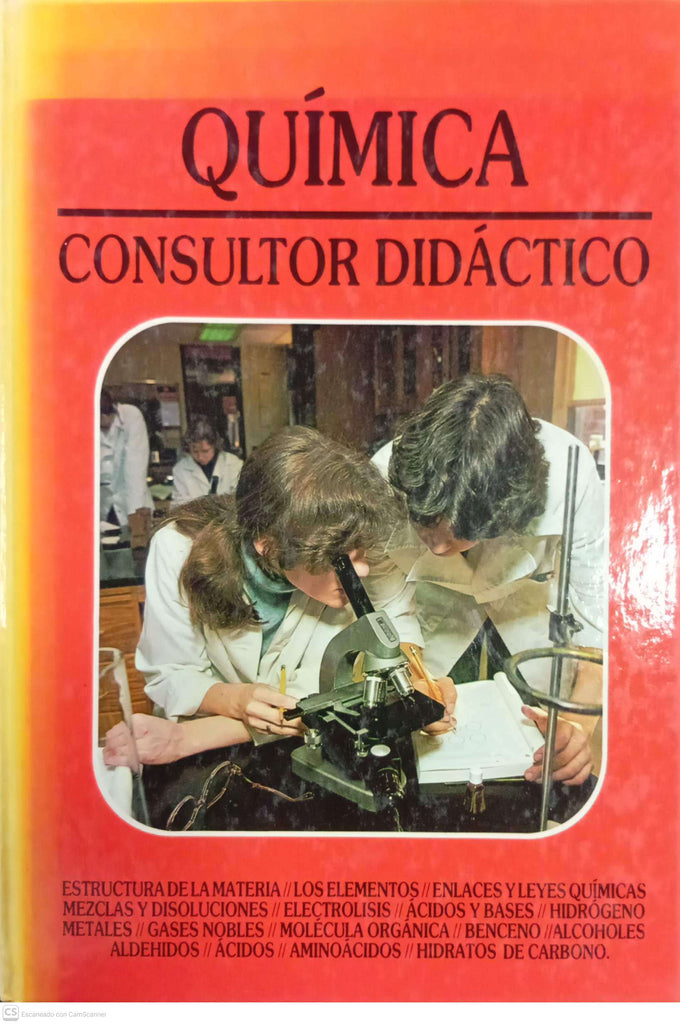 QUÍMICA
CONSULTOR DIDÁCTICO
ESTRUCTURA DE LA MATERIA // LOS ELEMENTOS // ENLACES Y LEYES QUÍMICAS
MEZCLAS Y DISOLUCIONES // ELECTROLISIS // ÁCIDOS Y BASES // HIDRÓGENO
METALES // GASES NOBLES // MOLÉCULA ORGÁNICA // BENCENO //ALCOHOLES
ALDEHIDOS // ÁCIDOS // AMINOÁCIDOS // HIDRATOS DE CARBONO.
CS Escaneado con CamScanner